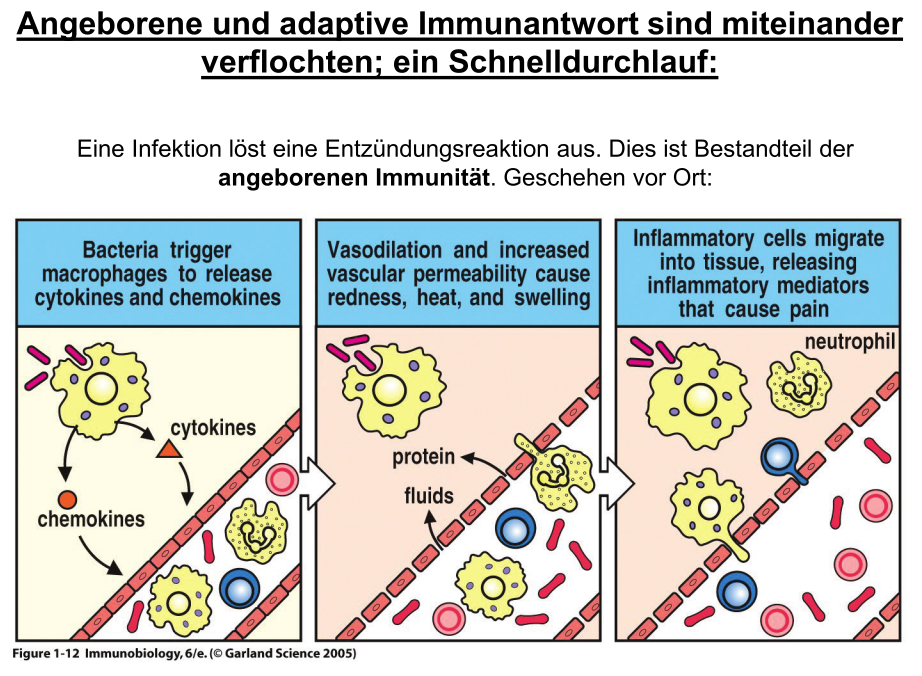 Angeborene und adaptive Immunantwort sind miteinander
verflochten; ein Schnelldurchlauf:
Eine Infektion löst eine Entzündungsreaktion aus. Dies ist Bestandteil der
angeborenen Immunität. Geschehen vor Ort:
Bacteria trigger
macrophages to release
cytokines and chemokines
Vasodilation and increased
vascular permeability cause
redness, heat, and swelling
Inflammatory cells migrate
into tissue, releasing
inflammatory mediators
that cause pain
cytokines
chemokines
protein
fluids
neutrophil
Figure 1-12 Immunobiology, 6/e. (© Garland Science 2005)